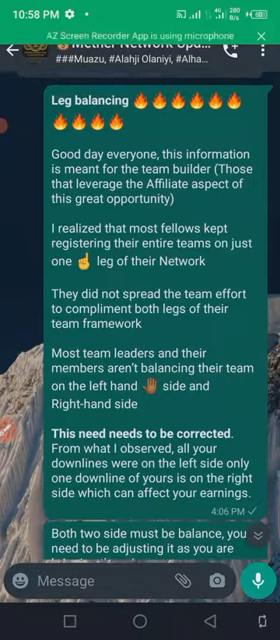 10:58 PM
AZ Screen Recorder App is using microphone
Mether Network Upd...
###Muazu, #Alahji Olaniyi, #Alha...
Leg balancing 🔥🔥🔥🔥🔥🔥
🔥🔥🔥🔥
Good day everyone, this information
is meant for the team builder (Those
that leverage the Affiliate aspect of
this great opportunity)
I realized that most fellows kept
registering their entire teams on just
one ☝ leg of their Network
They did not spread the team effort
to compliment both legs of their
team framework
Most team leaders and their
members aren't balancing their team
on the left hand 🤚🏾 side and
Right-hand side
This need needs to be corrected.
From what I observed, all your
downlines were on the left side only
one downline of yours is on the right
side which can affect your earnings.
4:06 PM
Both two side must be balance, you
need to be adjusting it as you are
Message